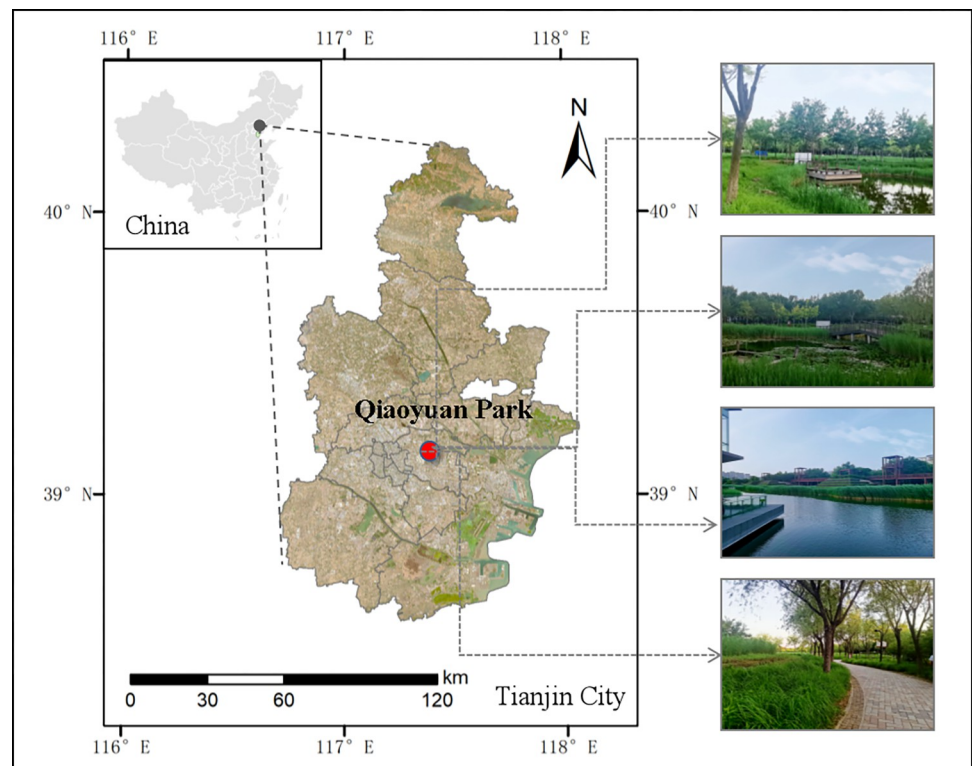 116° E 117° E 118° E
N
40° N 40° N
China
Qiaoyuan Park
39° N 39° N
km
0 30 60 120
Tianjin City
116° E 117° E 118° E